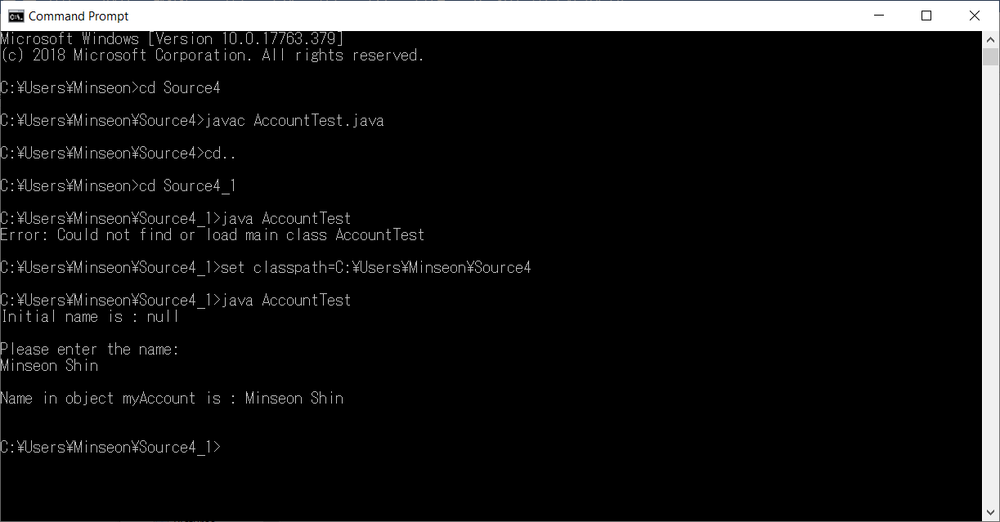 Command Prompt
Microsoft Windows [Version 10.0.17763.379]
(c) 2018 Microsoft Corporation. All rights reserved.
C:¥Users¥Minseon>cd Source4
C:¥Users¥Minseon¥Source4>javac AccountTest.java
C:¥Users¥Minseon¥Source4>cd..
C:¥Users¥Minseon>cd Source4_1
C:¥Users¥Minseon¥Source4_1>java AccountTest
Error: Could not find or load main class AccountTest
C:¥Users¥Minseon¥Source4_1>set classpath=C:¥Users¥Minseon¥Source4
C:¥Users¥Minseon¥Source4_1>java AccountTest
Initial name is : null
Please enter the name:
Minseon Shin
Name in object myAccount is : Minseon Shin
C:¥Users¥Minseon¥Source4_1>